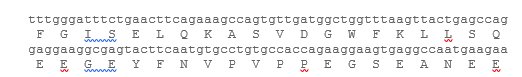 tttgggatttctgaacttcagaaagccagtgttgatggctggtttaagttactgagccag
F G I S E L Q K A S V D G W F K L L S Q
gaggaaggcgagtacttcaatgtgcctgtgccaccagaaggaagtgaggccaatgaagaa
E E G E Y F N V P V P P E G S E A N E E